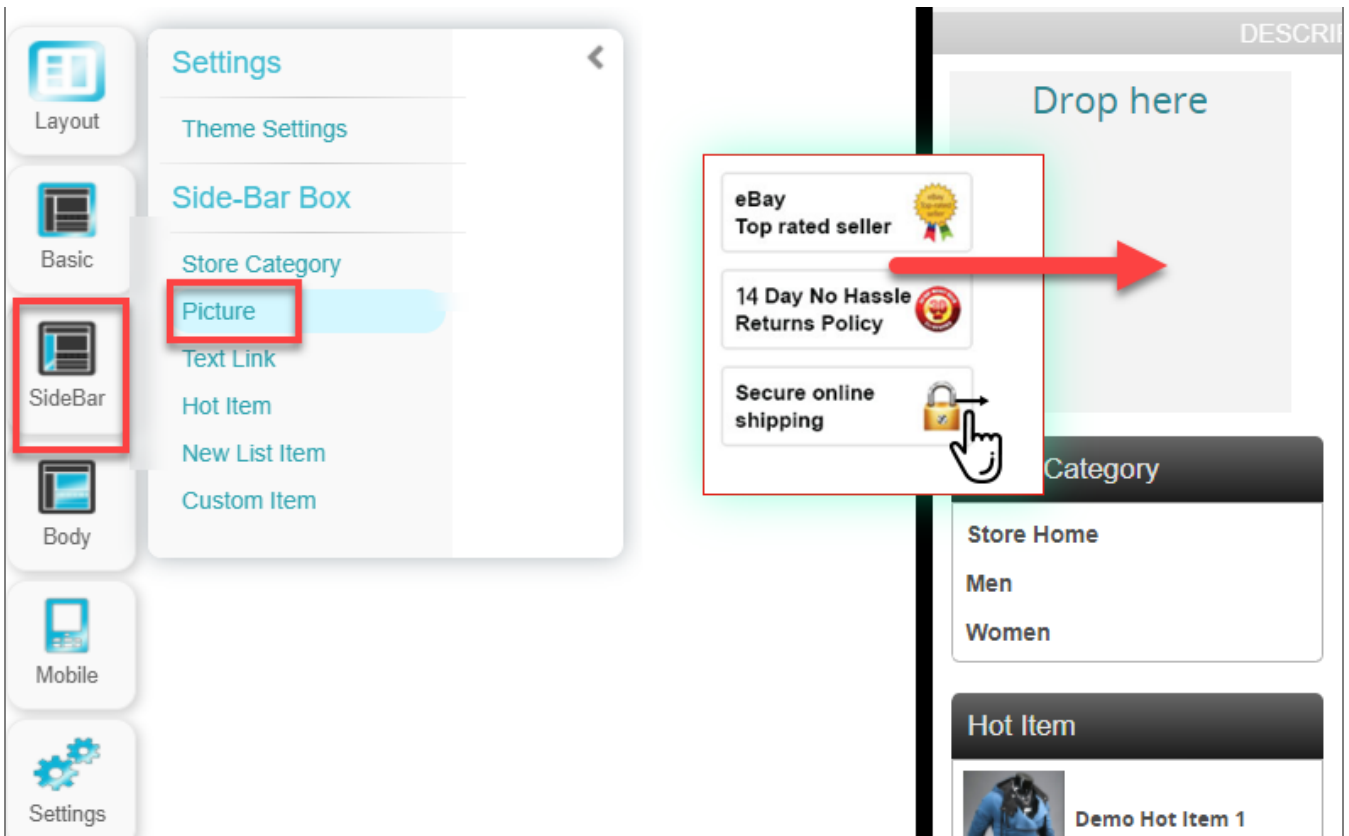 Layout
Basic
SideBar
Body
Mobile
Settings
Settings
Theme Settings
Side-Bar Box
Store Category
Picture
Text Link
Hot Item
New List Item
Custom Item
DESCRI
Drop here
eBay
Top rated seller
14 Day No Hassle
Returns Policy
Secure online
shipping
Category
Store Home
Men
Women
Hot Item
Demo Hot Item 1